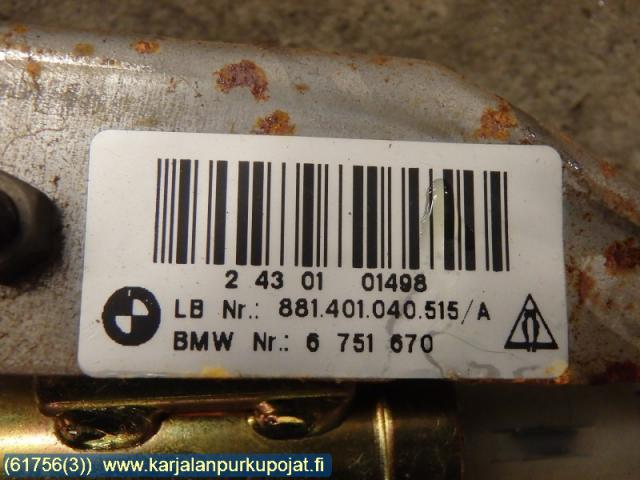 2 43 01 01498
LB Nr.: 881.401.040.515/A
BMW Nr.: 6 751 670
(61756(3)) www.karjalanpurkupojat.fi